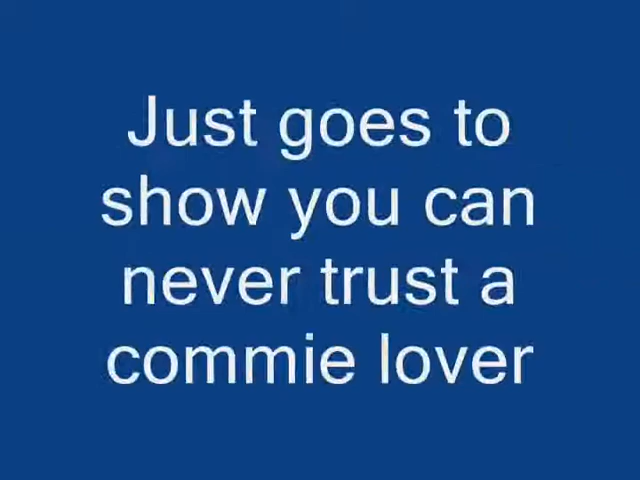 Just goes to
show you can
never trust a
commie lover